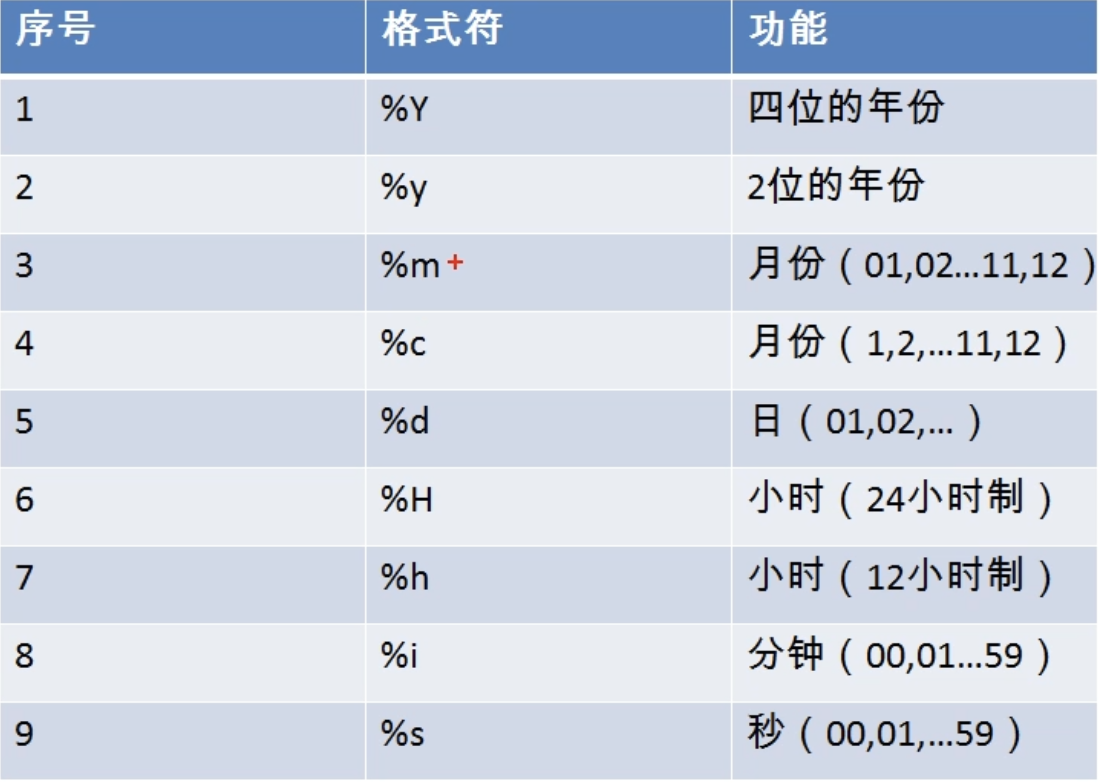 序号 格式符 功能
1 %Y 四位的年份
2 %y 2位的年份
3 %m 月份（01,02…11,12）
4 %c 月份（1,2,…11,12）
5 %d 日（01,02,…）
6 %H 小时（24小时制）
7 %h 小时（12小时制）
8 %i 分钟（00,01…59）
9 %s 秒（00,01,…59）